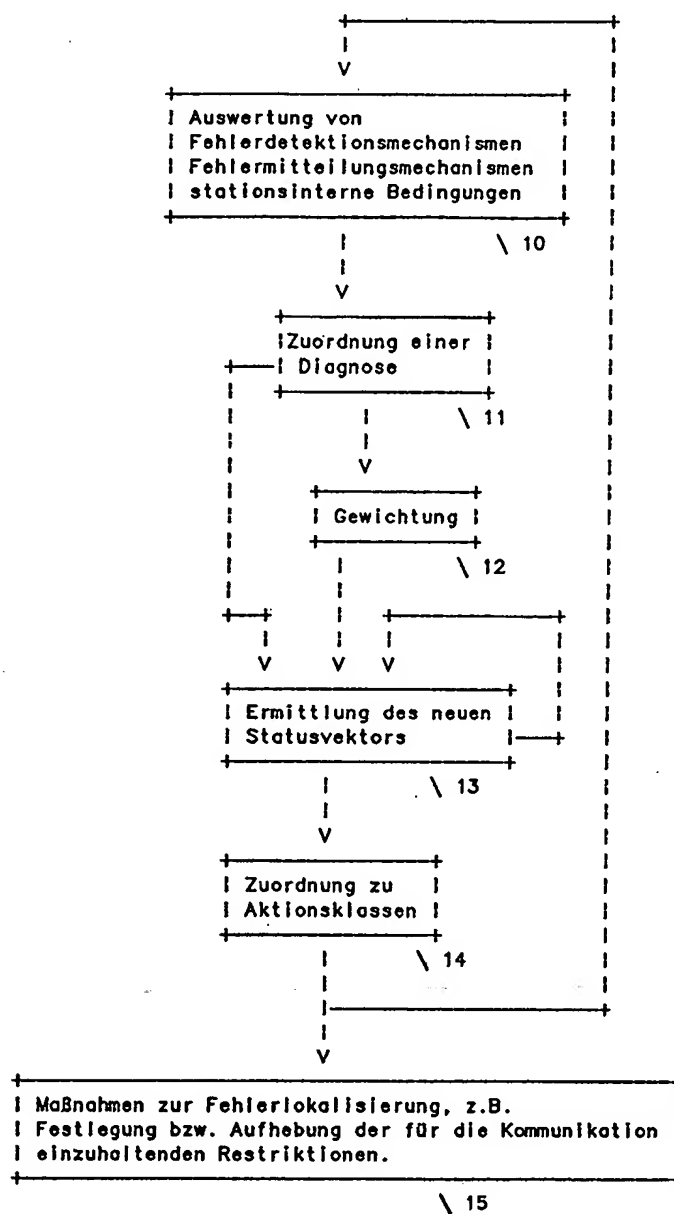 Auswertung von
Fehlerdetektionsmechanismen
Fehlermitteilungsmechanismen
stationsinterne Bedingungen
10
Zuordnung einer
Diagnose
11
Gewichtung
12
Ermittlung des neuen
Statusvektors
13
Zuordnung zu
Aktionsklassen
14
Maßnahmen zur Fehlerlokalisierung, z.B.
Festlegung bzw. Aufhebung der für die Kommunikation
einzuhaltenden Restriktionen.
15